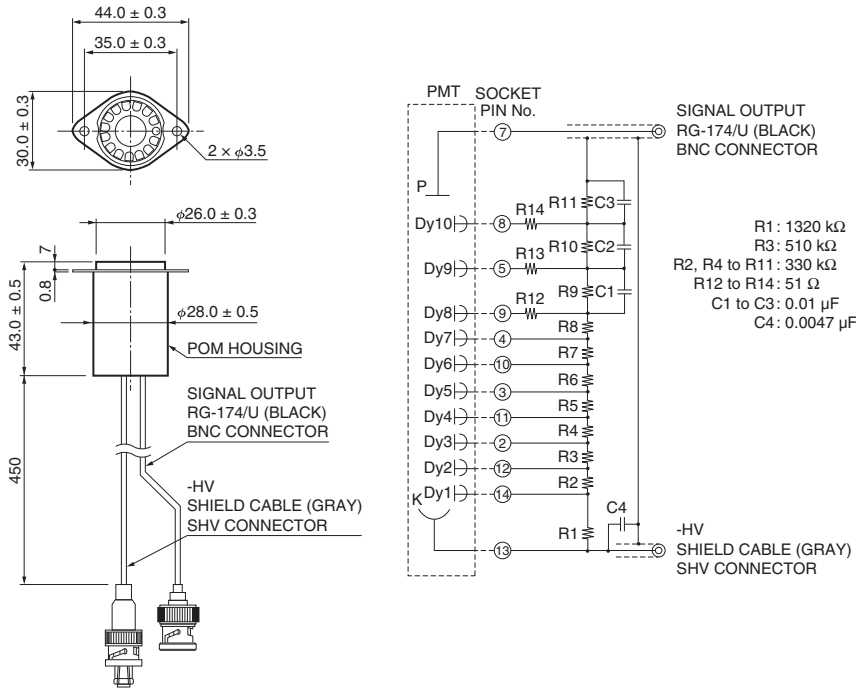 44.0 ± 0.3
35.0 ± 0.3
30.0 ± 0.3
2 × φ3.5
φ26.0 ± 0.3
7
0.8
43.0 ± 0.5
φ28.0 ± 0.5
POM HOUSING
450
SIGNAL OUTPUT
RG-174/U (BLACK)
BNC CONNECTOR
-HV
SHIELD CABLE (GRAY)
SHV CONNECTOR
PMT
SOCKET
PIN No.
SIGNAL OUTPUT
RG-174/U (BLACK)
BNC CONNECTOR
7
P
R11 C3
Dy10 8 R14
R10 C2
Dy9 5 R13
R9 C1
Dy8 9 R12
R8
Dy7 4
R7
Dy6 10
R6
Dy5 3
R5
Dy4 11
R4
Dy3 2
R3
Dy2 12
R2
Dy1 14
K
R1
C4
13
-HV
SHIELD CABLE (GRAY)
SHV CONNECTOR
R1 : 1320 kΩ
R3 : 510 kΩ
R2, R4 to R11 : 330 kΩ
R12 to R14 : 51 Ω
C1 to C3 : 0.01 µF
C4 : 0.0047 µF